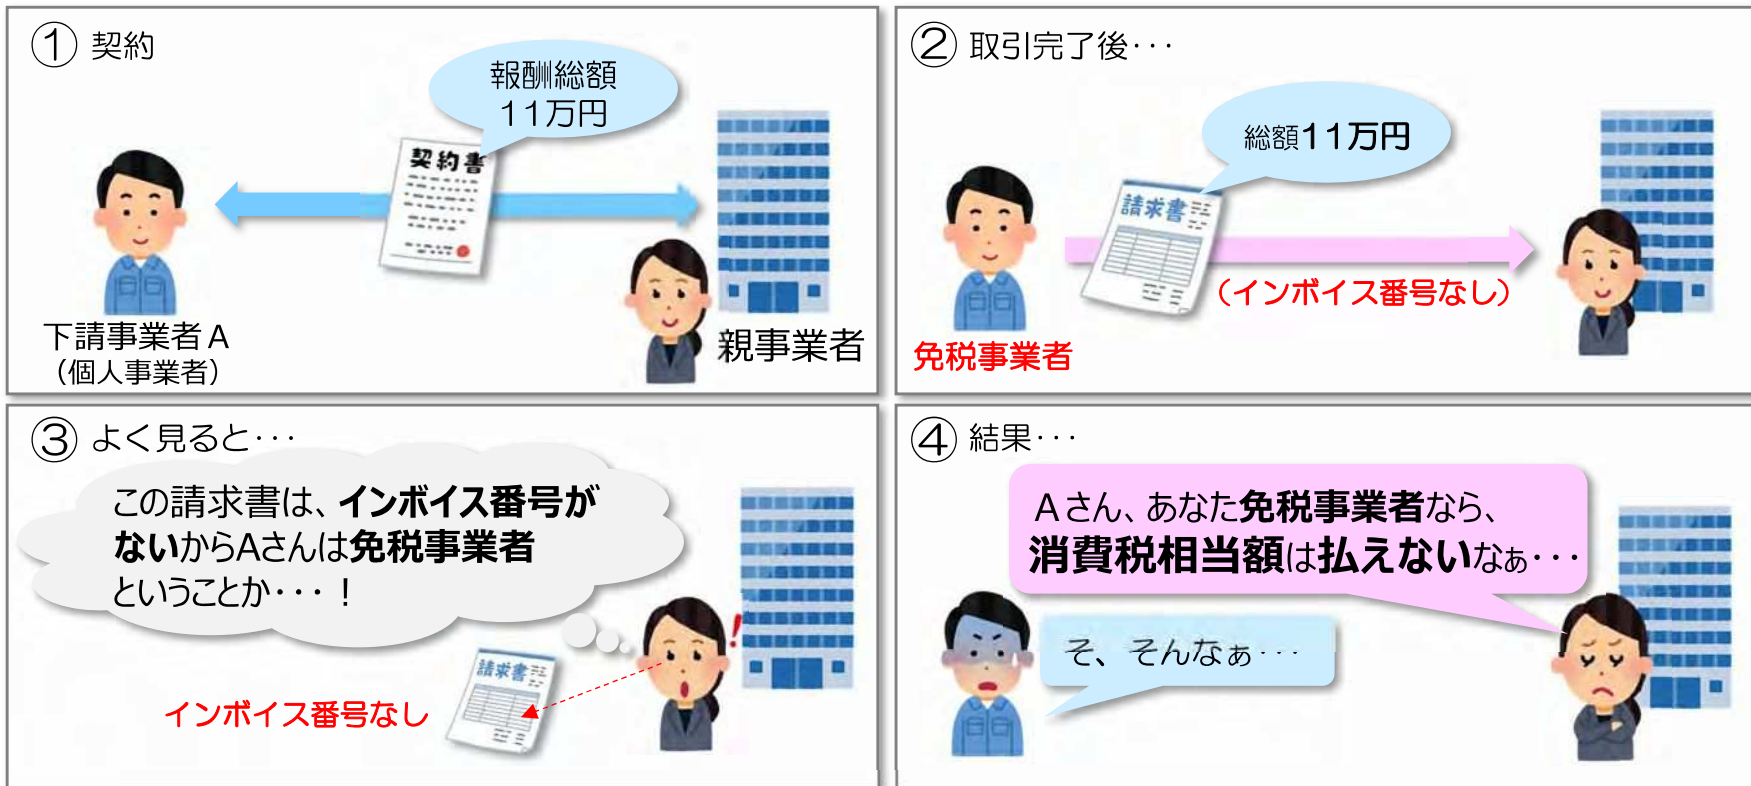 ① 契約
報酬総額
11万円
契約書
下請事業者A
（個人事業者）
親事業者
② 取引完了後･･･
総額11万円
請求書
（インボイス番号なし）
免税事業者
③ よく見ると･･･
この請求書は、インボイス番号が
ないからAさんは免税事業者
ということか･･･！
！
請求書
インボイス番号なし
④ 結果･･･
Aさん、あなた免税事業者なら、
消費税相当額は払えないなぁ･･･
そ、そんなぁ･･･